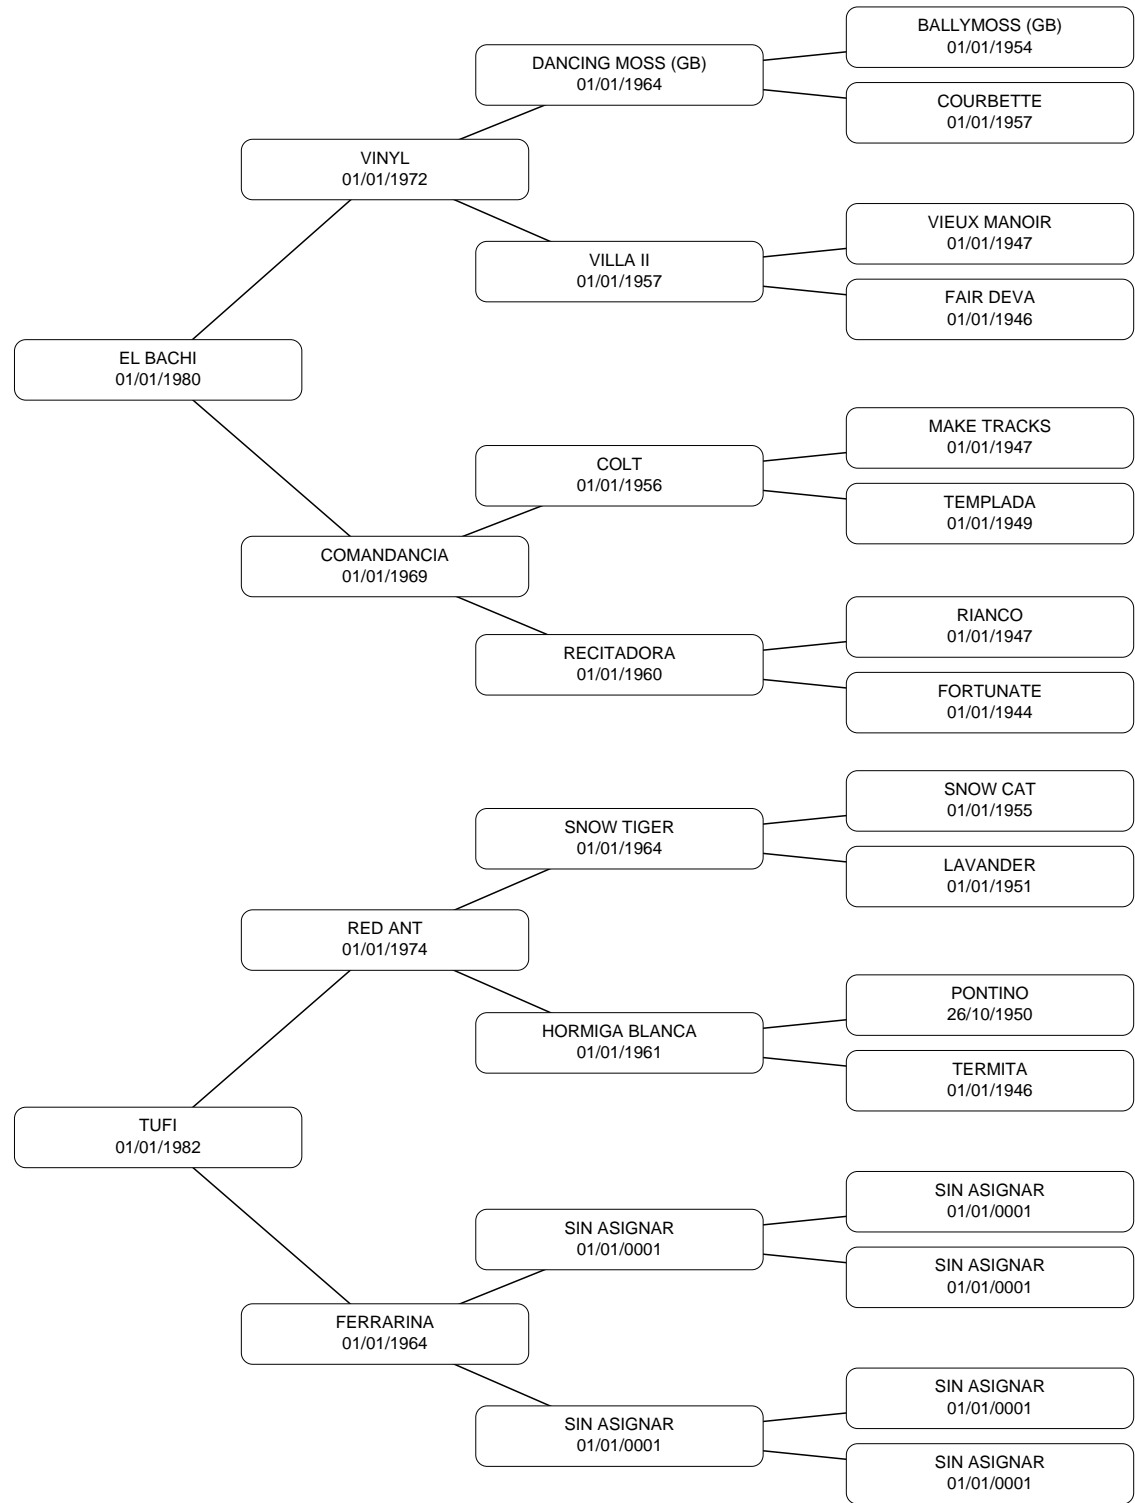 BALLYMOSS (GB)
01/01/1954
DANCING MOSS (GB)
01/01/1964
COURBETTE
01/01/1957
VINYL
01/01/1972
VIEUX MANOIR
01/01/1947
VILLA II
01/01/1957
FAIR DEVA
01/01/1946
EL BACHI
01/01/1980
MAKE TRACKS
01/01/1947
COLT
01/01/1956
TEMPLADA
01/01/1949
COMANDANCIA
01/01/1969
RIANCO
01/01/1947
RECITADORA
01/01/1960
FORTUNATE
01/01/1944
SNOW CAT
01/01/1955
SNOW TIGER
01/01/1964
LAVANDER
01/01/1951
RED ANT
01/01/1974
PONTINO
26/10/1950
HORMIGA BLANCA
01/01/1961
TERMITA
01/01/1946
TUFI
01/01/1982
SIN ASIGNAR
01/01/0001
SIN ASIGNAR
01/01/0001
SIN ASIGNAR
01/01/0001
FERRARINA
01/01/1964
SIN ASIGNAR
01/01/0001
SIN ASIGNAR
01/01/0001
SIN ASIGNAR
01/01/0001